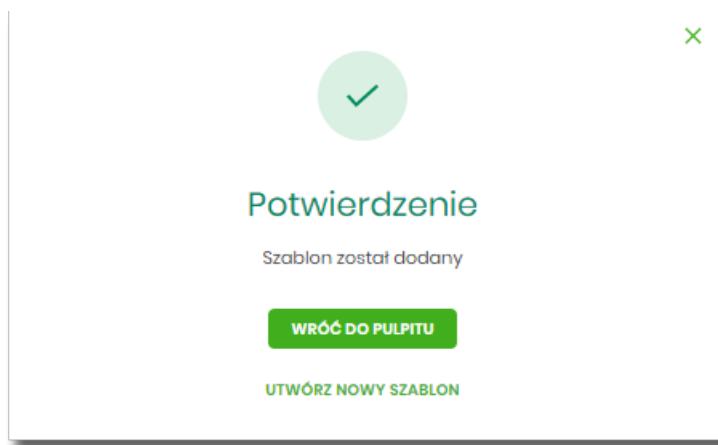 Potwierdzenie
Szablon został dodany
WRÓĆ DO PULPITU
UTWÓRZ NOWY SZABLON